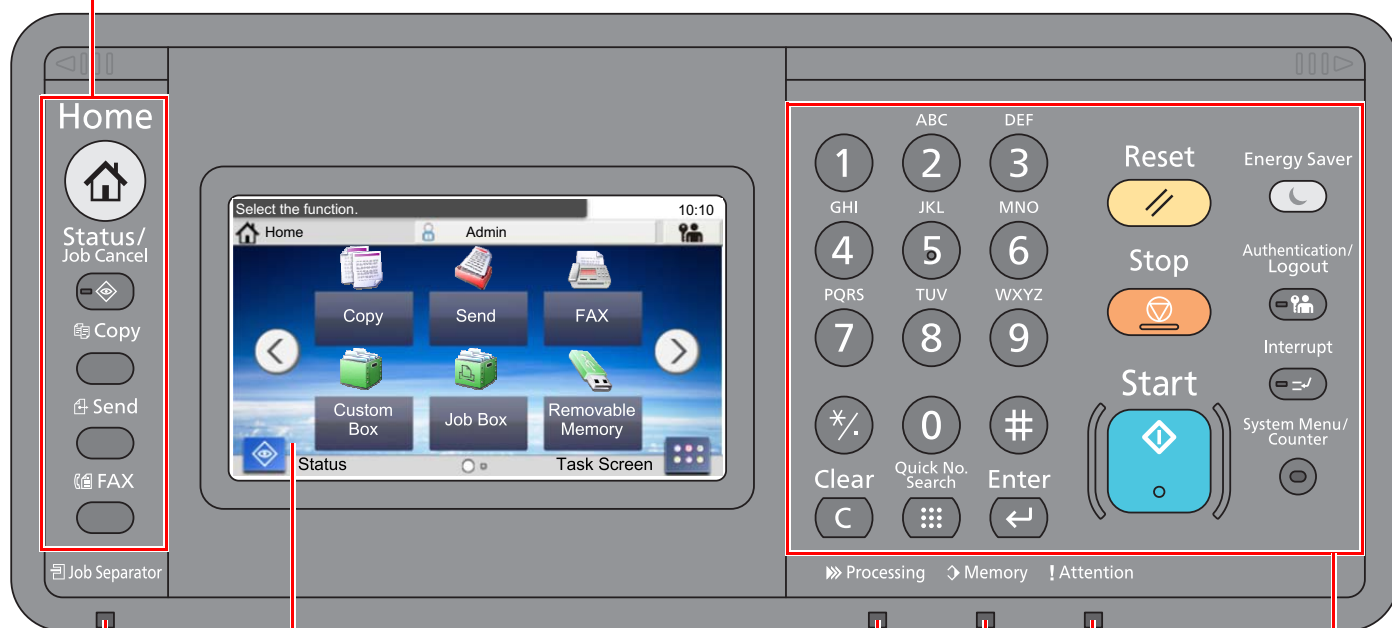 Home
Status/
Job Cancel
Copy
Send
FAX
Job Separator
Select the function.
10:10
Home
Admin
Copy
Send
FAX
Custom
Box
Job Box
Removable
Memory
Status
Task Screen
ABC
DEF
1
2
3
GHI
JKL
MNO
4
5
6
PQRS
TUV
WXYZ
7
8
9
*/.
0
#
Clear
Quick No.
Search
Enter
C
Reset
Stop
Start
Energy Saver
Authentication/
Logout
Interrupt
System Menu/
Counter
Processing
Memory
! Attention